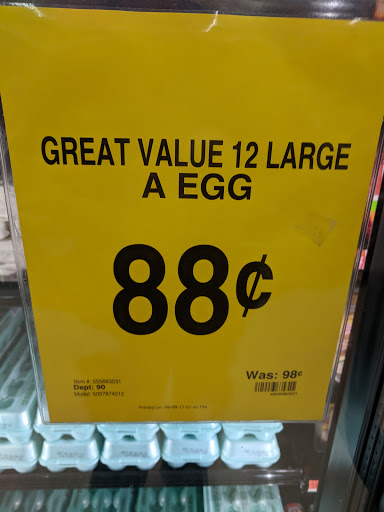 GREAT VALUE 12 LARGE
A EGG
88¢
Was: 98¢
Dept: 90